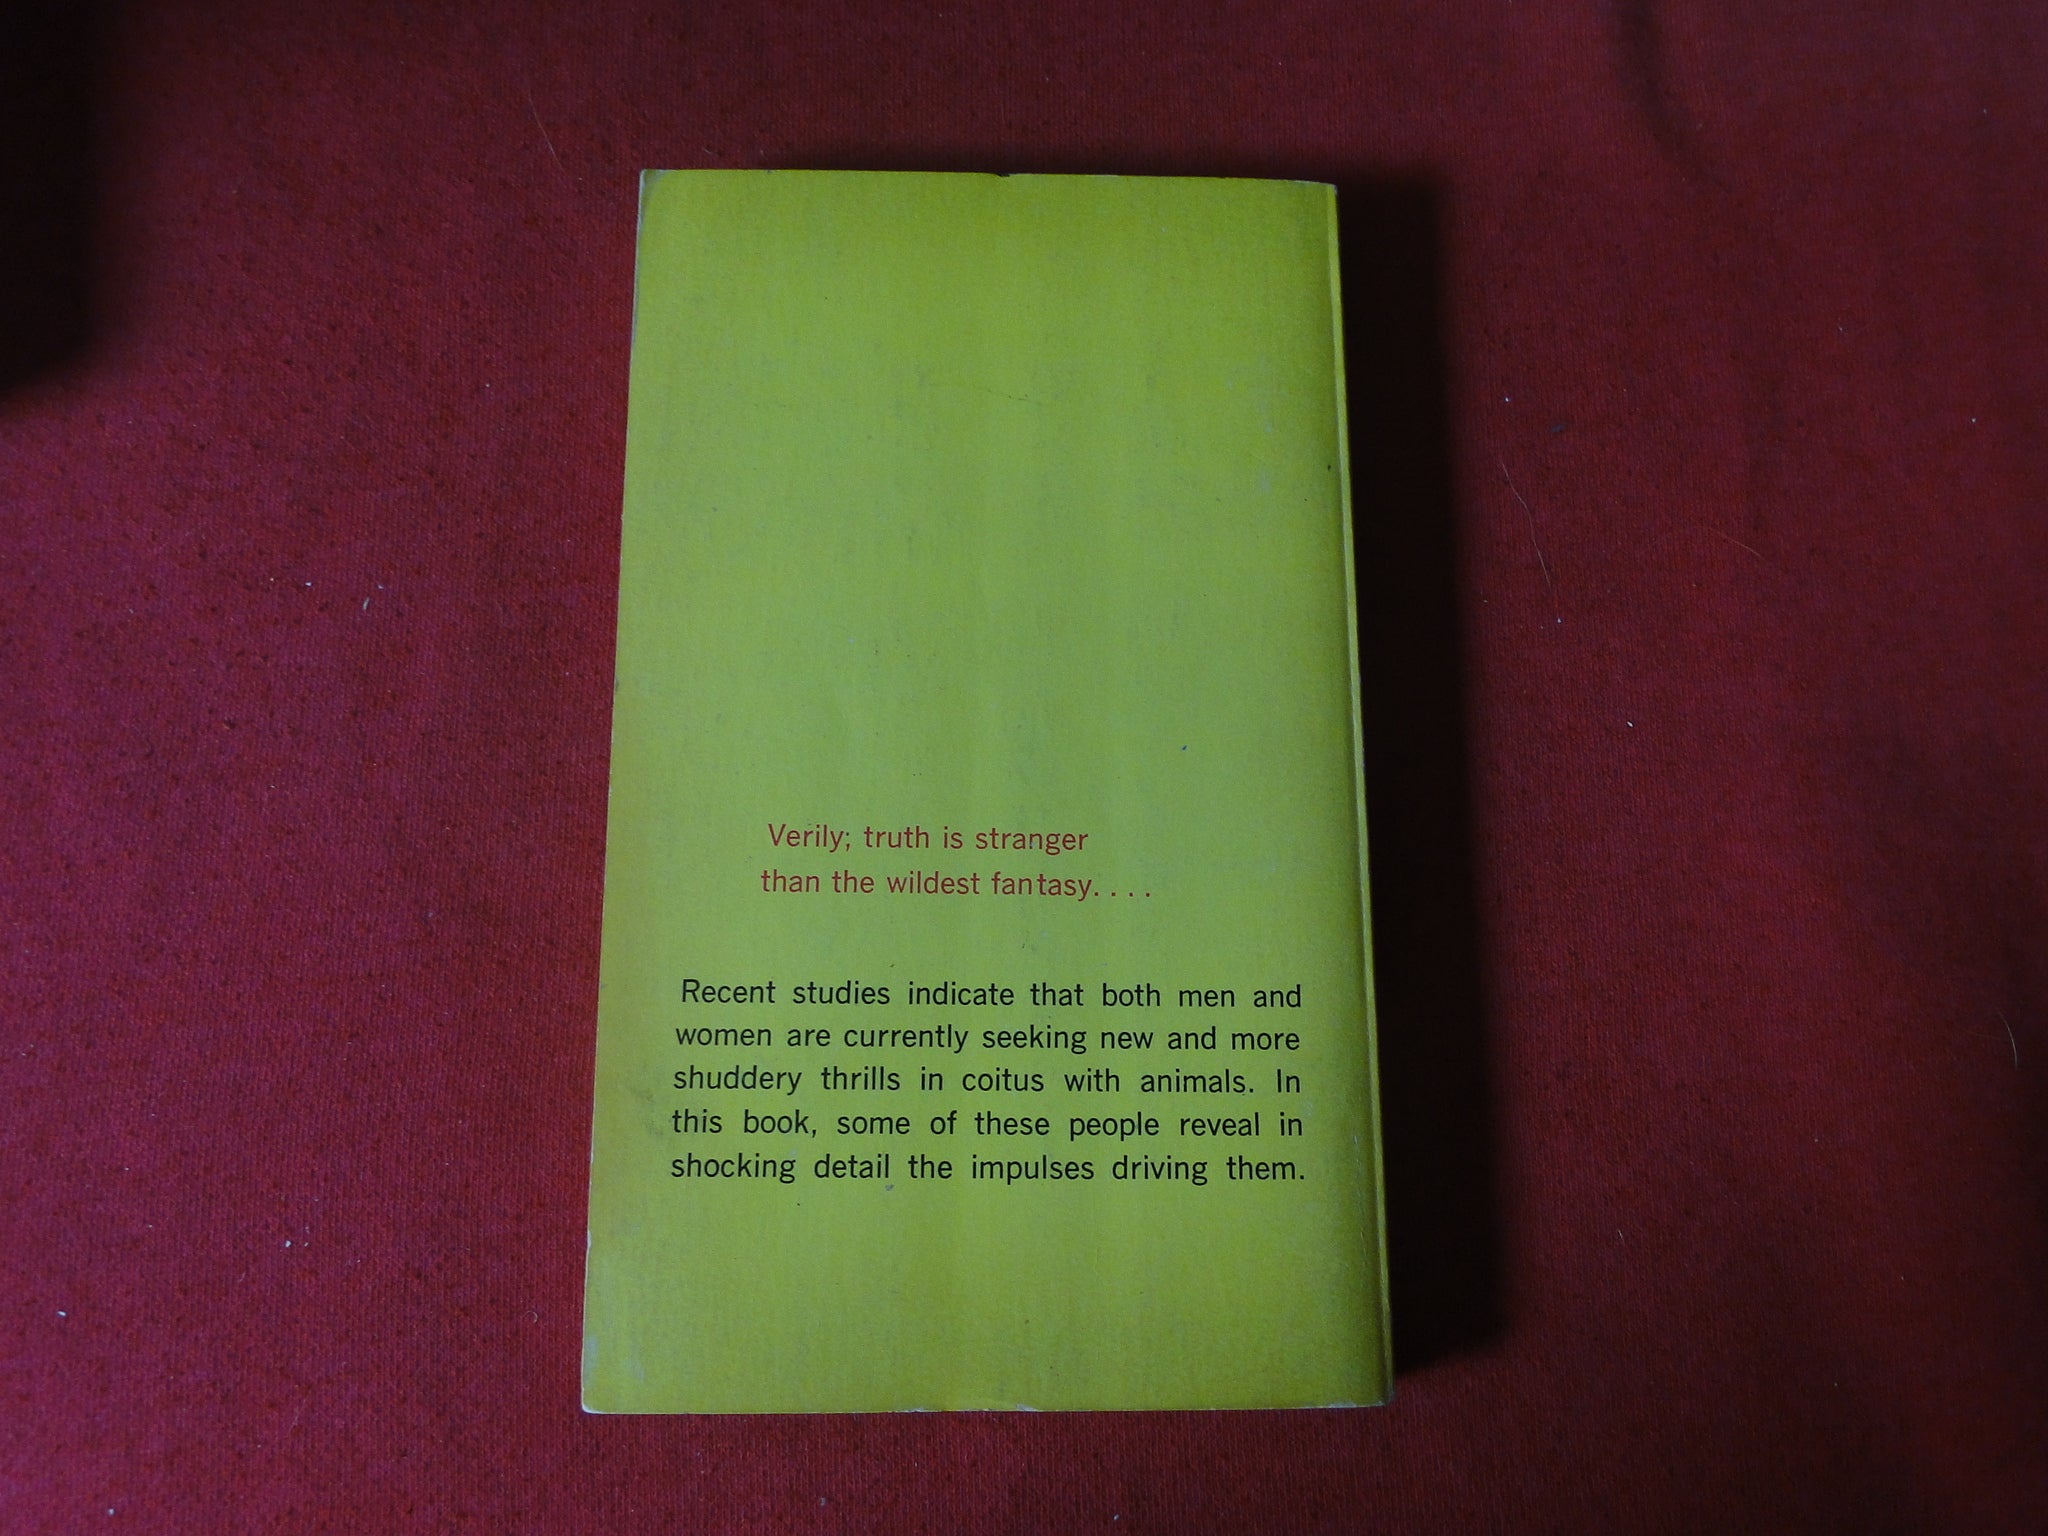 Verily; truth is stranger
than the wildest fantasy. . . .
Recent studies indicate that both men and
women are currently seeking new and more
shuddery thrills in coitus with animals. In
this book, some of these people reveal in
shocking detail the impulses driving them.